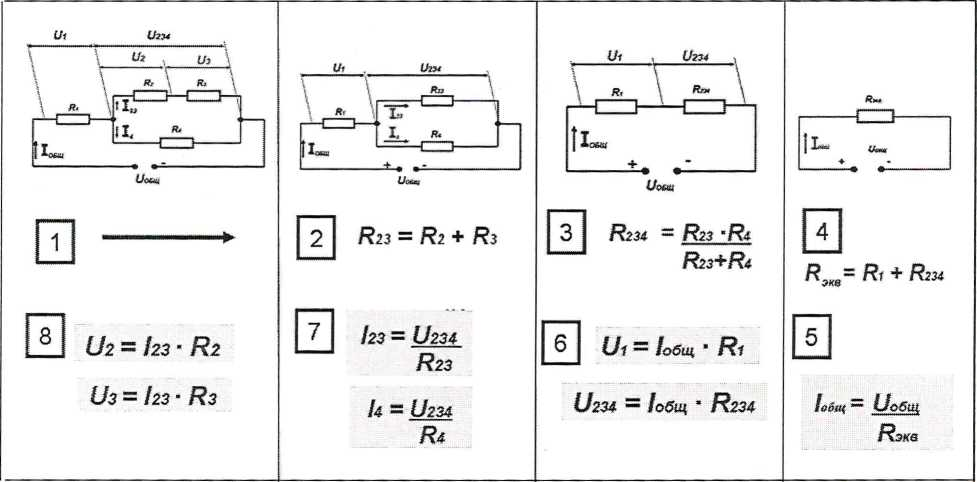 U1 U234
U2 U3
R1
R2 R3
I23
I4
R4
Iобщ
-
Uобщ
1
8
U2 = I23 · R2
U3 = I23 · R3
U1 U234
R1
R23
I4
R4
Iобщ
+ -
Uобщ
2
R23 = R2 + R3
7
I23 = U234
R23
I4 = U234
R4
U1 U234
R1 R234
Iобщ
+ -
Uобщ
3
R234 = R23 · R4
R23+R4
6
U1 = Iобщ · R1
U234 = Iобщ · R234
Rэкв
Iобщ
Uобщ
+ -
4
Rэкв = R1 + R234
5
Iобщ = Uобщ
Rэкв